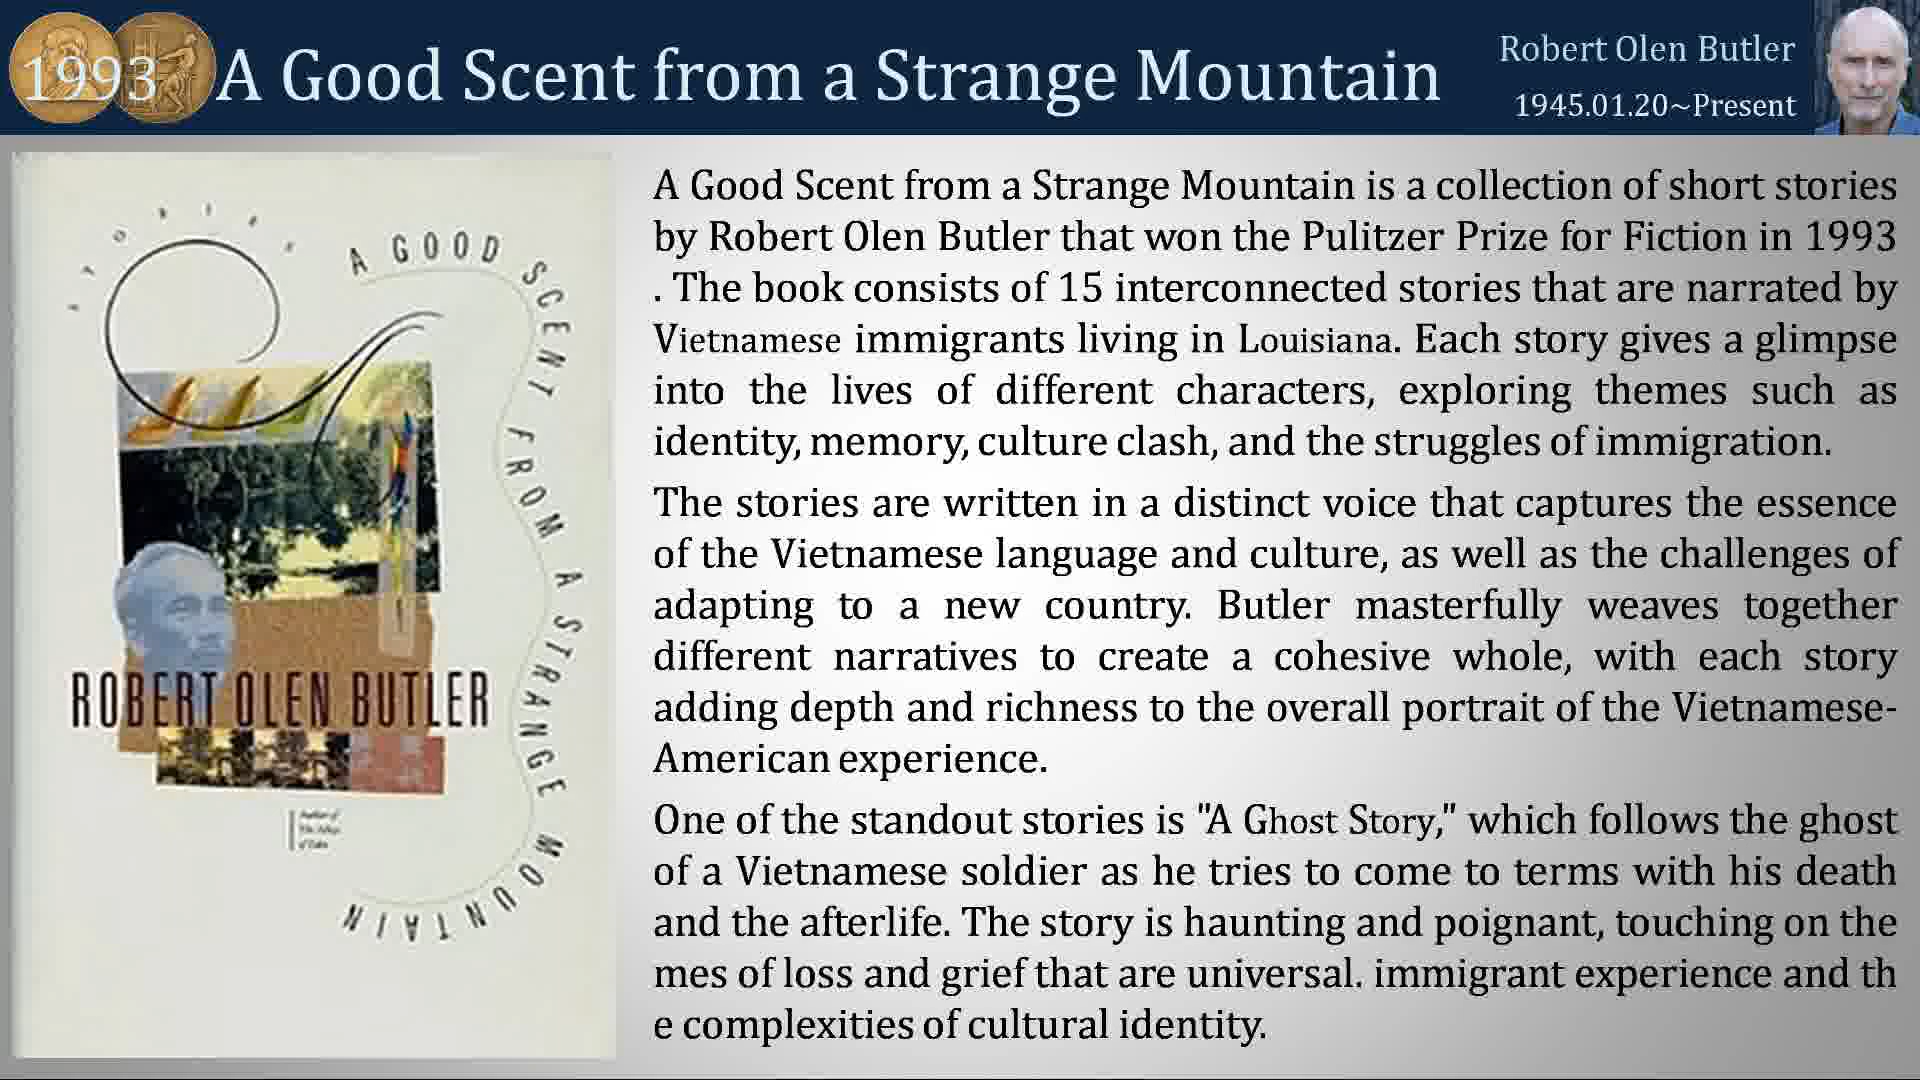 1993
A Good Scent from a Strange Mountain
Robert Olen Butler
1945.01.20~Present
STORIES
A GOOD SCENT FROM A STRANGE MOUNTAIN
ROBERT OLEN BUTLER
Author of
A Good Scent from a Strange Mountain is a collection of short stories
by Robert Olen Butler that won the Pulitzer Prize for Fiction in 1993
. The book consists of 15 interconnected stories that are narrated by
Vietnamese immigrants living in Louisiana. Each story gives a glimpse
into the lives of different characters, exploring themes such as
identity, memory, culture clash, and the struggles of immigration.
The stories are written in a distinct voice that captures the essence
of the Vietnamese language and culture, as well as the challenges of
adapting to a new country. Butler masterfully weaves together
different narratives to create a cohesive whole, with each story
adding depth and richness to the overall portrait of the Vietnamese-
American experience.
One of the standout stories is "A Ghost Story," which follows the ghost
of a Vietnamese soldier as he tries to come to terms with his death
and the afterlife. The story is haunting and poignant, touching on the
mes of loss and grief that are universal. immigrant experience and th
e complexities of cultural identity.